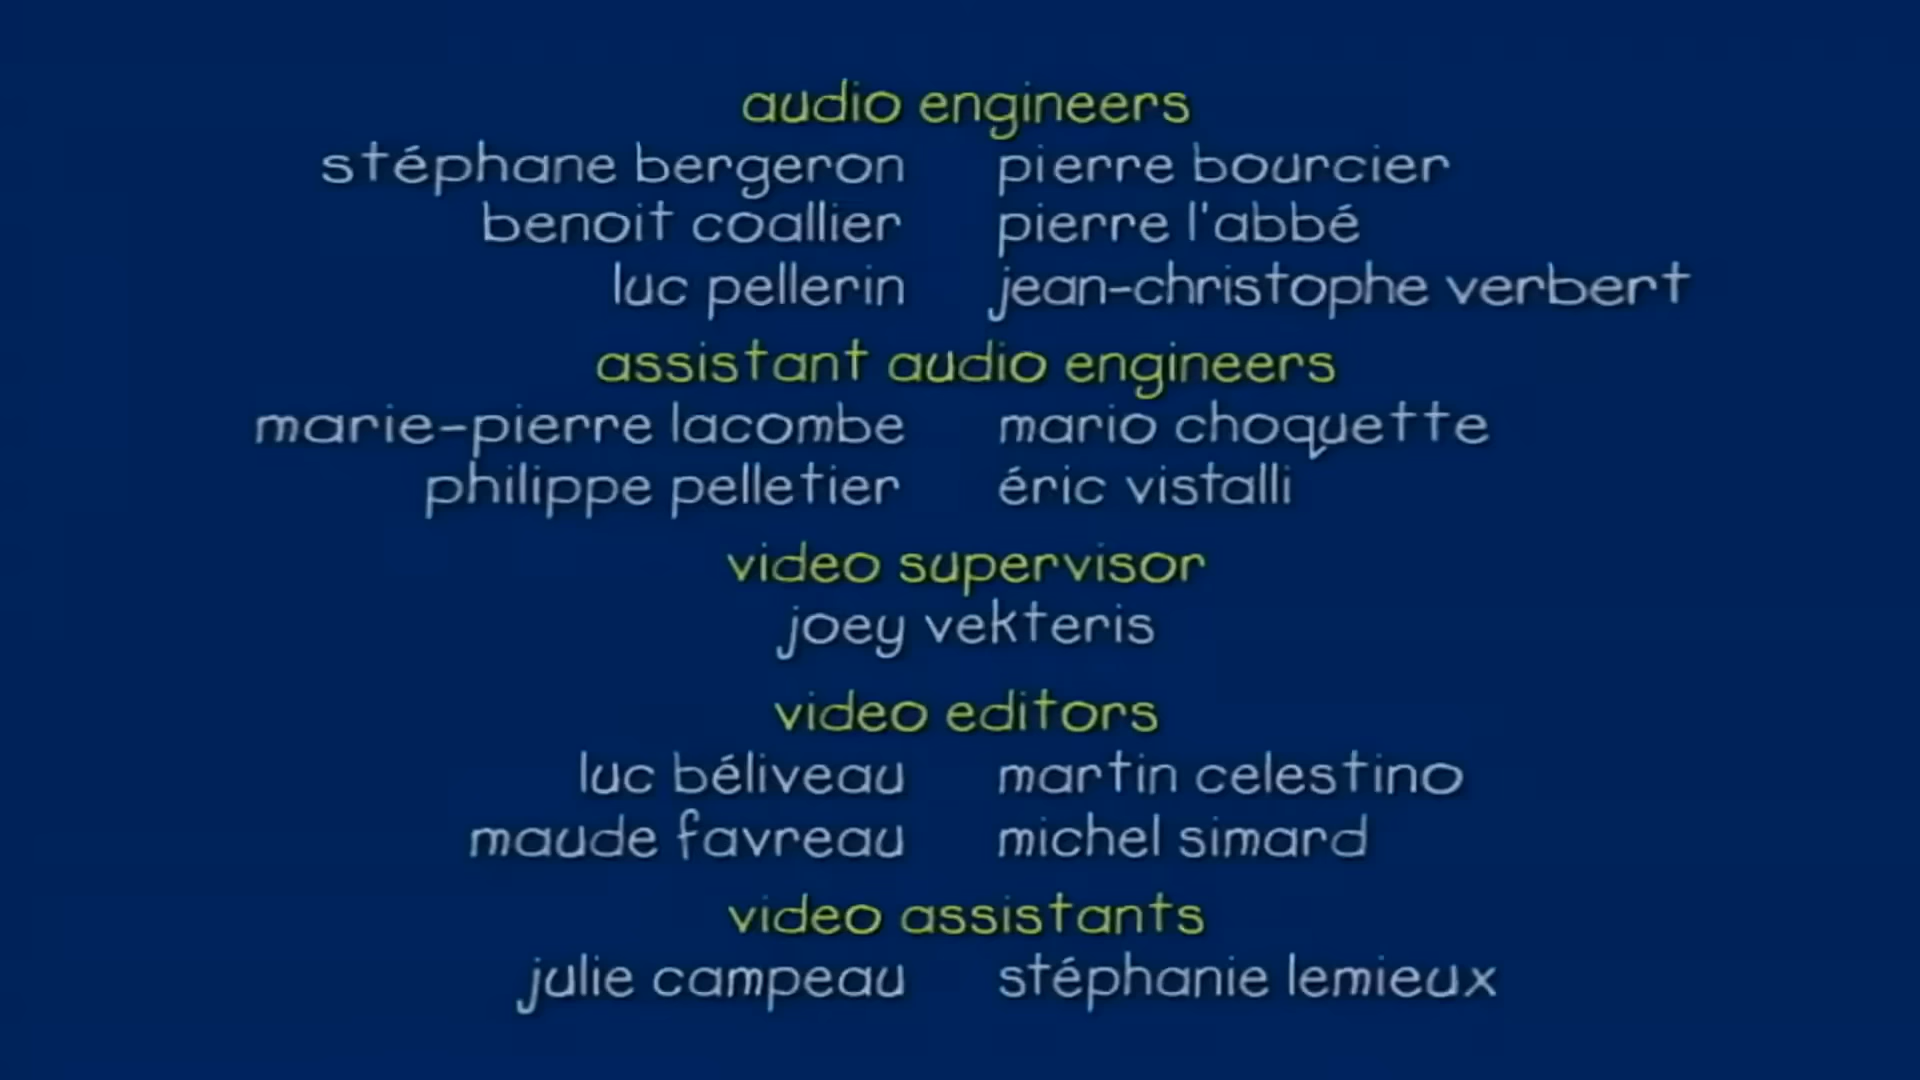 audio engineers
stéphane bergeron pierre bourcier
benoit coallier pierre l'abbé
luc pellerin jean-christophe verbert
assistant audio engineers
marie-pierre lacombe mario choquette
philippe pelletier éric vistalli
video supervisor
joey vekteris
video editors
luc béliveau martin celestino
maude favreau michel simard
video assistants
julie campeau stéphanie lemieux